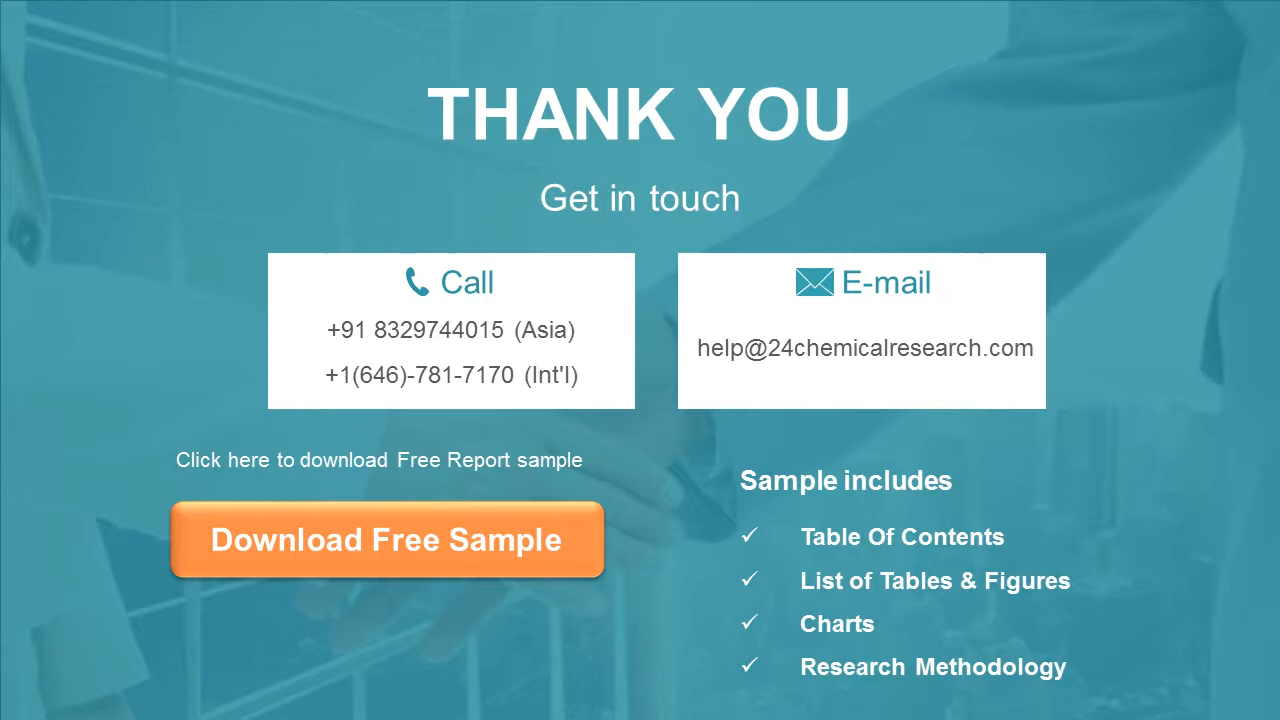 THANK YOU
Get in touch
Call
+91 8329744015 (Asia)
+1(646)-781-7170 (Int'l)
E-mail
help@24chemicalresearch.com
Click here to download Free Report sample
Download Free Sample
Sample includes
✓ Table Of Contents
✓ List of Tables & Figures
✓ Charts
✓ Research Methodology